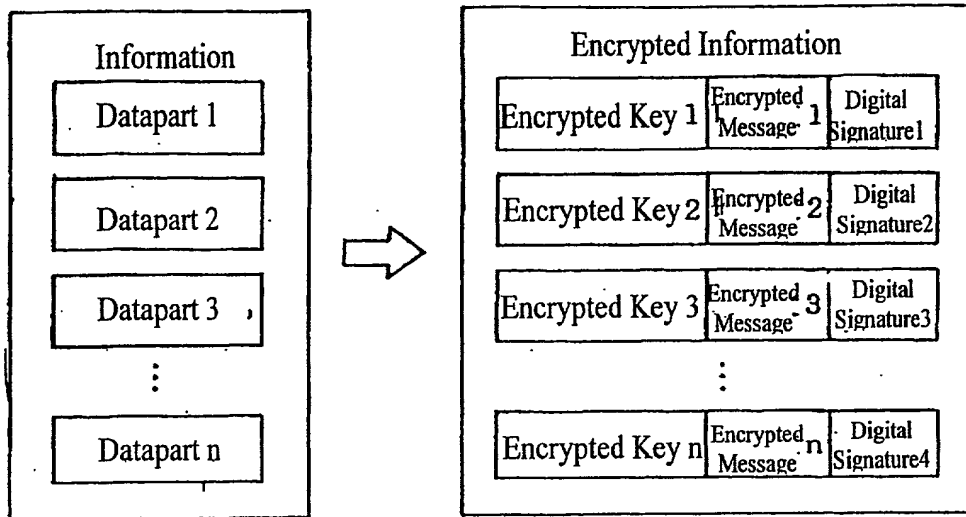 Information
Datapart 1
Datapart 2
Datapart 3
Datapart n
Encrypted Information
Encrypted Key 1
Encrypted
Message 1
Digital
Signature1
Encrypted Key 2
Encrypted
Message 2
Digital
Signature2
Encrypted Key 3
Encrypted
Message 3
Digital
Signature3
Encrypted Key n
Encrypted
Message n
Digital
Signature4